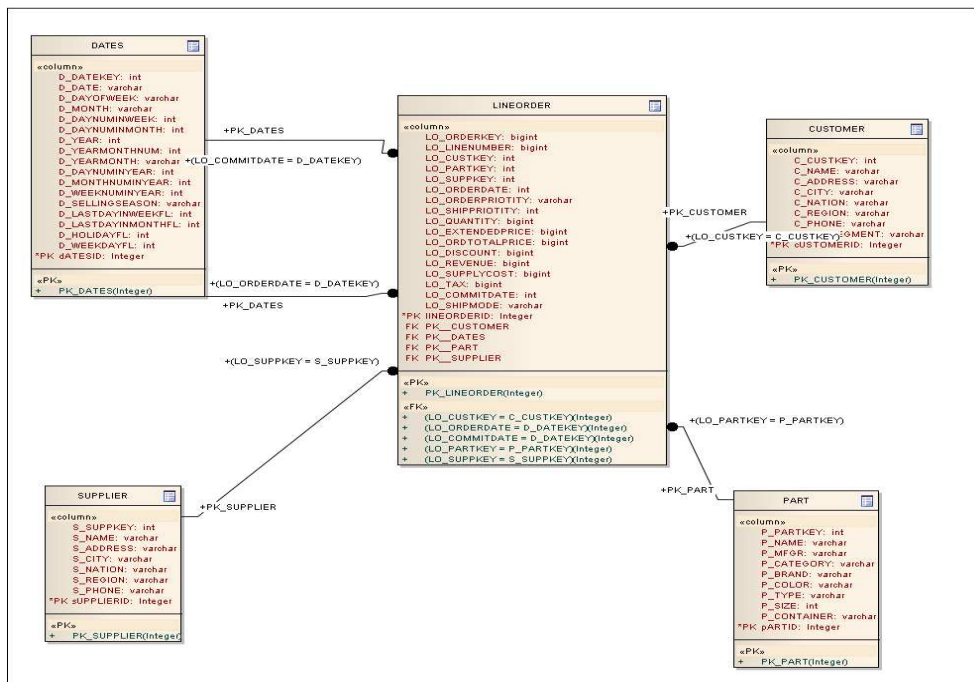 DATES
«column»
D_DATEKEY: int
D_DATE: varchar
D_DAYOFWEEK: varchar
D_MONTH: varchar
D_DAYNUMINWEEK: int
D_DAYNUMINMONTH: int
D_YEAR: int
D_YEARMONTHNUM: int
D_YEARMONTH: varchar
D_DAYNUMINYEAR: int
D_MONTHNUMINYEAR: int
D_WEEKNUMINYEAR: int
D_SELLINGSEASON: varchar
D_LASTDAYINWEEKFL: int
D_LASTDAYINMONTHFL: int
D_HOLIDAYFL: int
D_WEEKDAYFL: int
*PK dATESID: Integer
«PK»
+ PK_DATES(Integer)
+PK_DATES
+(LO_COMMITDATE = D_DATEKEY)
+(LO_ORDERDATE = D_DATEKEY)
+PK_DATES
+(LO_SUPPKEY = S_SUPPKEY)
+PK_SUPPLIER
LINEORDER
«column»
LO_ORDERKEY: bigint
LO_LINENUMBER: bigint
LO_CUSTKEY: int
LO_PARTKEY: int
LO_SUPPKEY: int
LO_ORDERDATE: int
LO_ORDERPRIOTITY: varchar
LO_SHIPPRIOTITY: int
LO_QUANTITY: bigint
LO_EXTENDEDPRICE: bigint
LO_ORDTOTALPRICE: bigint
LO_DISCOUNT: bigint
LO_REVENUE: bigint
LO_SUPPLYCOST: bigint
LO_TAX: bigint
LO_COMMITDATE: int
LO_SHIPMODE: varchar
*PK lINEORDERID: Integer
FK PK__CUSTOMER
FK PK__DATES
FK PK__PART
FK PK__SUPPLIER
«PK»
+ PK_LINEORDER(Integer)
«FK»
+ (LO_CUSTKEY = C_CUSTKEY)(Integer)
+ (LO_ORDERDATE = D_DATEKEY)(Integer)
+ (LO_COMMITDATE = D_DATEKEY)(Integer)
+ (LO_PARTKEY = P_PARTKEY)(Integer)
+ (LO_SUPPKEY = S_SUPPKEY)(Integer)
CUSTOMER
«column»
C_CUSTKEY: int
C_NAME: varchar
C_ADDRESS: varchar
C_CITY: varchar
C_NATION: varchar
C_REGION: varchar
C_PHONE: varchar
EGMENT: varchar
*PK cUSTOMERID: Integer
«PK»
+ PK_CUSTOMER(Integer)
+PK_CUSTOMER
+(LO_CUSTKEY = C_CUSTKEY)
+(LO_PARTKEY = P_PARTKEY)
+PK_PART
SUPPLIER
«column»
S_SUPPKEY: int
S_NAME: varchar
S_ADDRESS: varchar
S_CITY: varchar
S_NATION: varchar
S_REGION: varchar
S_PHONE: varchar
*PK sUPPLIERID: Integer
«PK»
+ PK_SUPPLIER(Integer)
PART
«column»
P_PARTKEY: int
P_NAME: varchar
P_MFGR: varchar
P_CATEGORY: varchar
P_BRAND: varchar
P_COLOR: varchar
P_TYPE: varchar
P_SIZE: int
P_CONTAINER: varchar
*PK pARTID: Integer
«PK»
+ PK_PART(Integer)